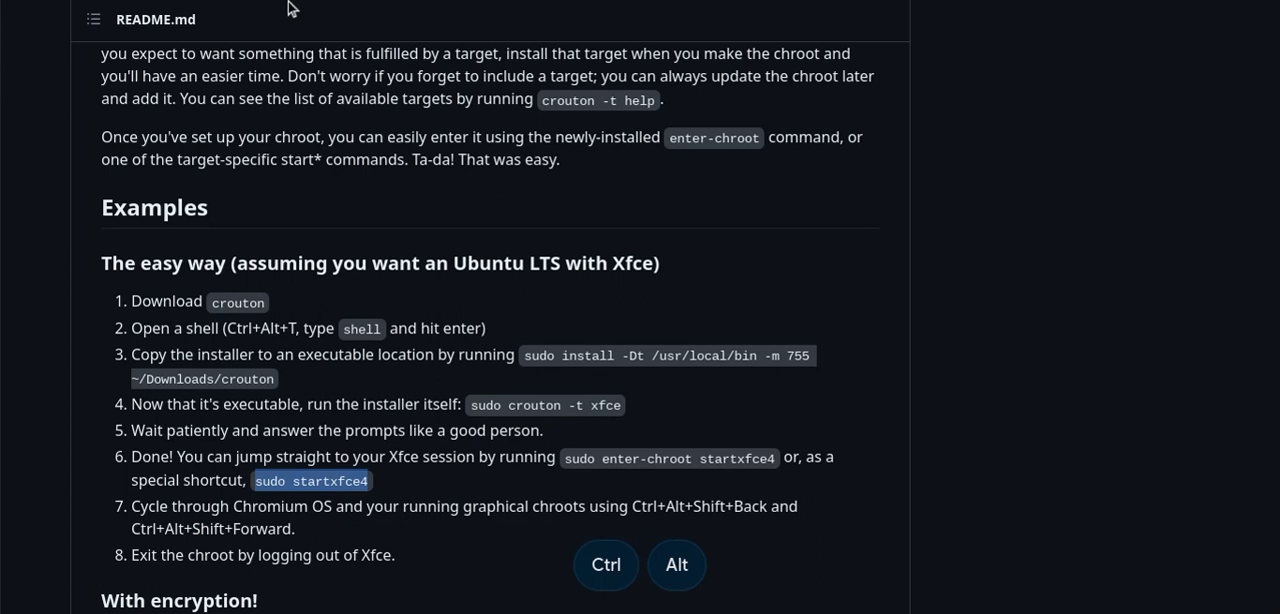 README.md
you expect to want something that is fulfilled by a target, install that target when you make the chroot and
you'll have an easier time. Don't worry if you forget to include a target; you can always update the chroot later
and add it. You can see the list of available targets by running crouton -t help.
Once you've set up your chroot, you can easily enter it using the newly-installed enter-chroot command, or
one of the target-specific start* commands. Ta-da! That was easy.
Examples
The easy way (assuming you want an Ubuntu LTS with Xfce)
1. Download crouton
2. Open a shell (Ctrl+Alt+T, type shell and hit enter)
3. Copy the installer to an executable location by running sudo install -Dt /usr/local/bin -m 755
~/Downloads/crouton
4. Now that it's executable, run the installer itself: sudo crouton -t xfce
5. Wait patiently and answer the prompts like a good person.
6. Done! You can jump straight to your Xfce session by running sudo enter-chroot startxfce4 or, as a
special shortcut, sudo startxfce4
7. Cycle through Chromium OS and your running graphical chroots using Ctrl+Alt+Shift+Back and
Ctrl+Alt+Shift+Forward.
8. Exit the chroot by logging out of Xfce.
Ctrl Alt
With encryption!